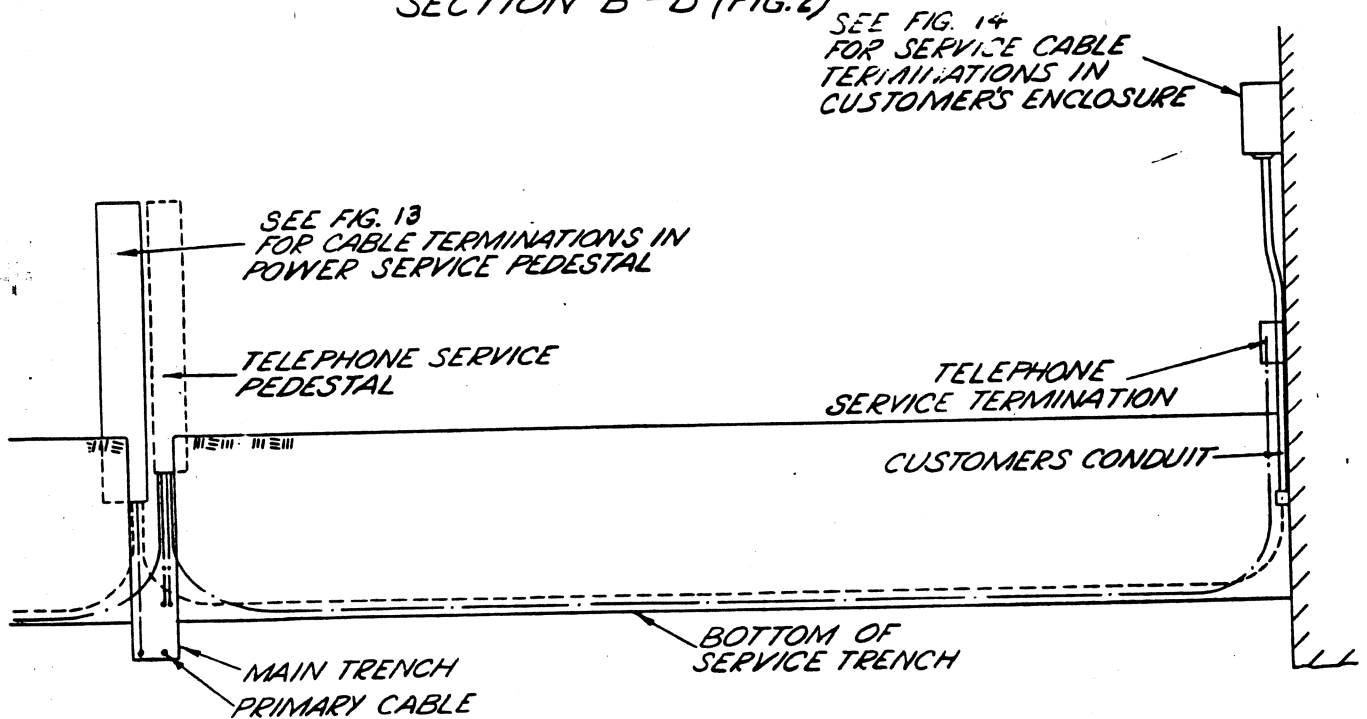 SECTION B-B (FIG.2)
SEE FIG. 14
FOR SERVICE CABLE
TERMINATIONS IN
CUSTOMER'S ENCLOSURE
SEE FIG. 13
FOR CABLE TERMINATIONS IN
POWER SERVICE PEDESTAL
TELEPHONE SERVICE
PEDESTAL
TELEPHONE
SERVICE TERMINATION
CUSTOMERS CONDUIT
BOTTOM OF
SERVICE TRENCH
MAIN TRENCH
PRIMARY CABLE